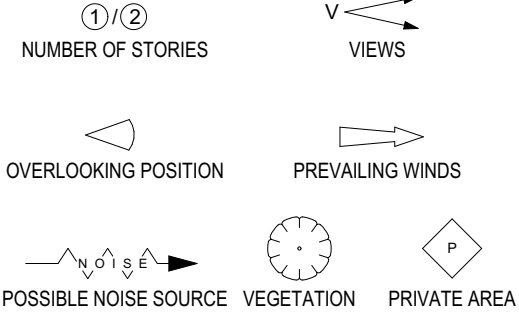 ①/② V
NUMBER OF STORIES VIEWS
OVERLOOKING POSITION PREVAILING WINDS
NOISE P
POSSIBLE NOISE SOURCE VEGETATION PRIVATE AREA